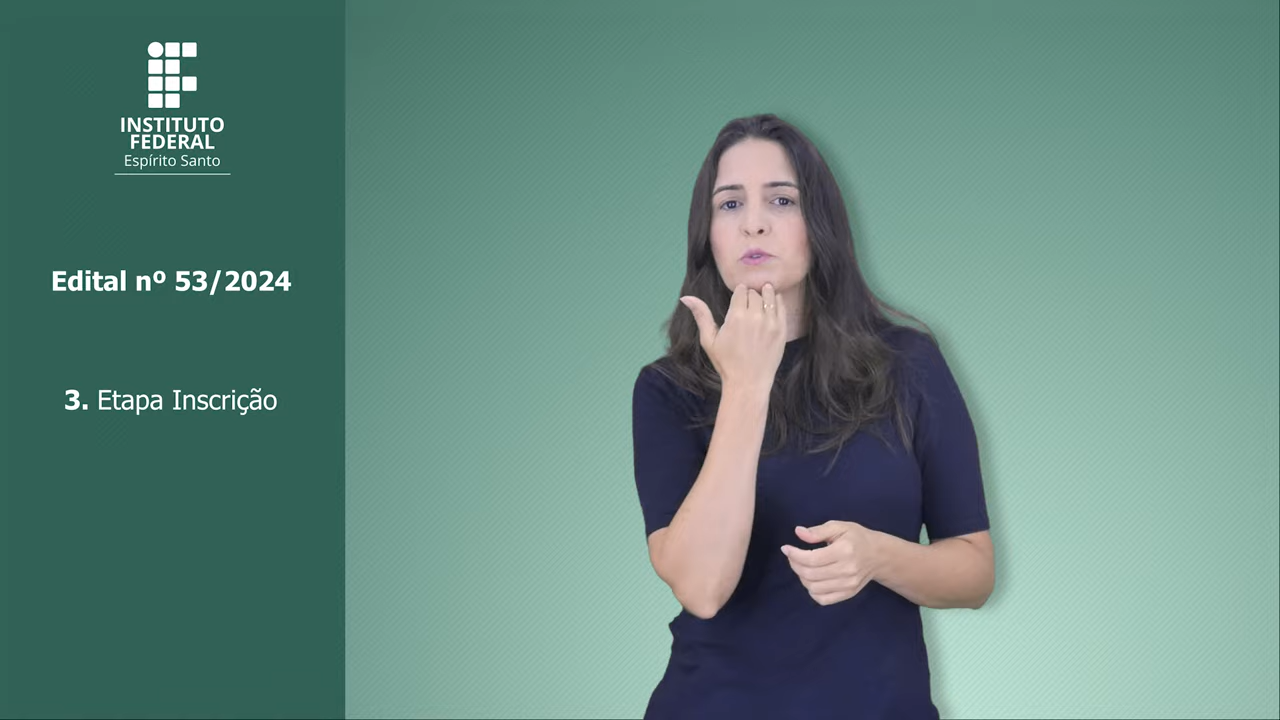 INSTITUTO
FEDERAL
Espírito Santo
Edital nº 53/2024
3. Etapa Inscrição